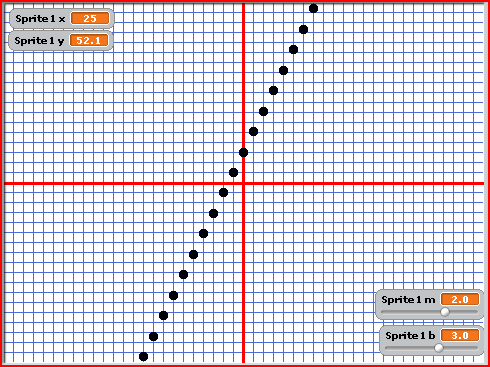 Sprite1 x 25
Sprite1 y 52.1
Sprite1 m 2.0
Sprite1 b 3.0